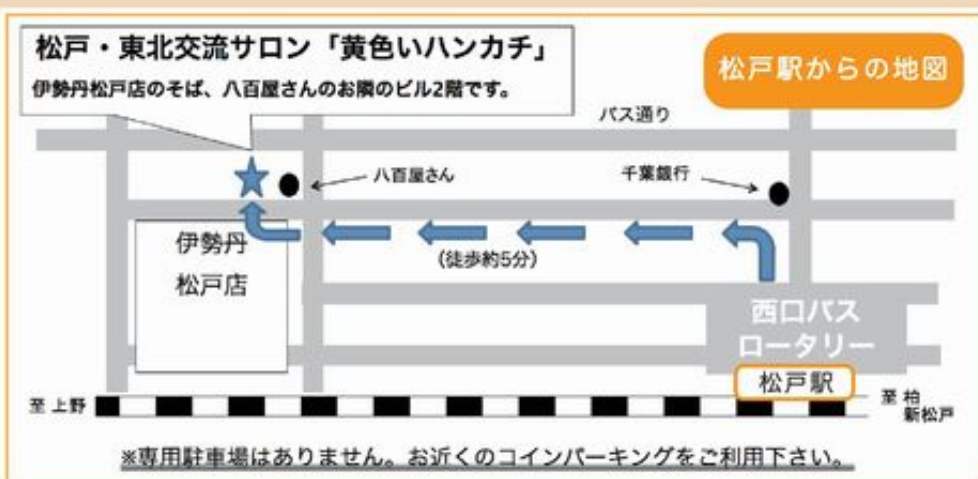 松戸・東北交流サロン「黄色いハンカチ」
伊勢丹松戸店のそば、八百屋さんのお隣のビル2階です。
松戸駅からの地図
バス通り
八百屋さん
千葉銀行
伊勢丹
松戸店
(徒歩約5分)
西口バス
ロータリー
松戸駅
至 上野
至 柏
新松戸
※専用駐車場はありません。お近くのコインパーキングをご利用下さい。